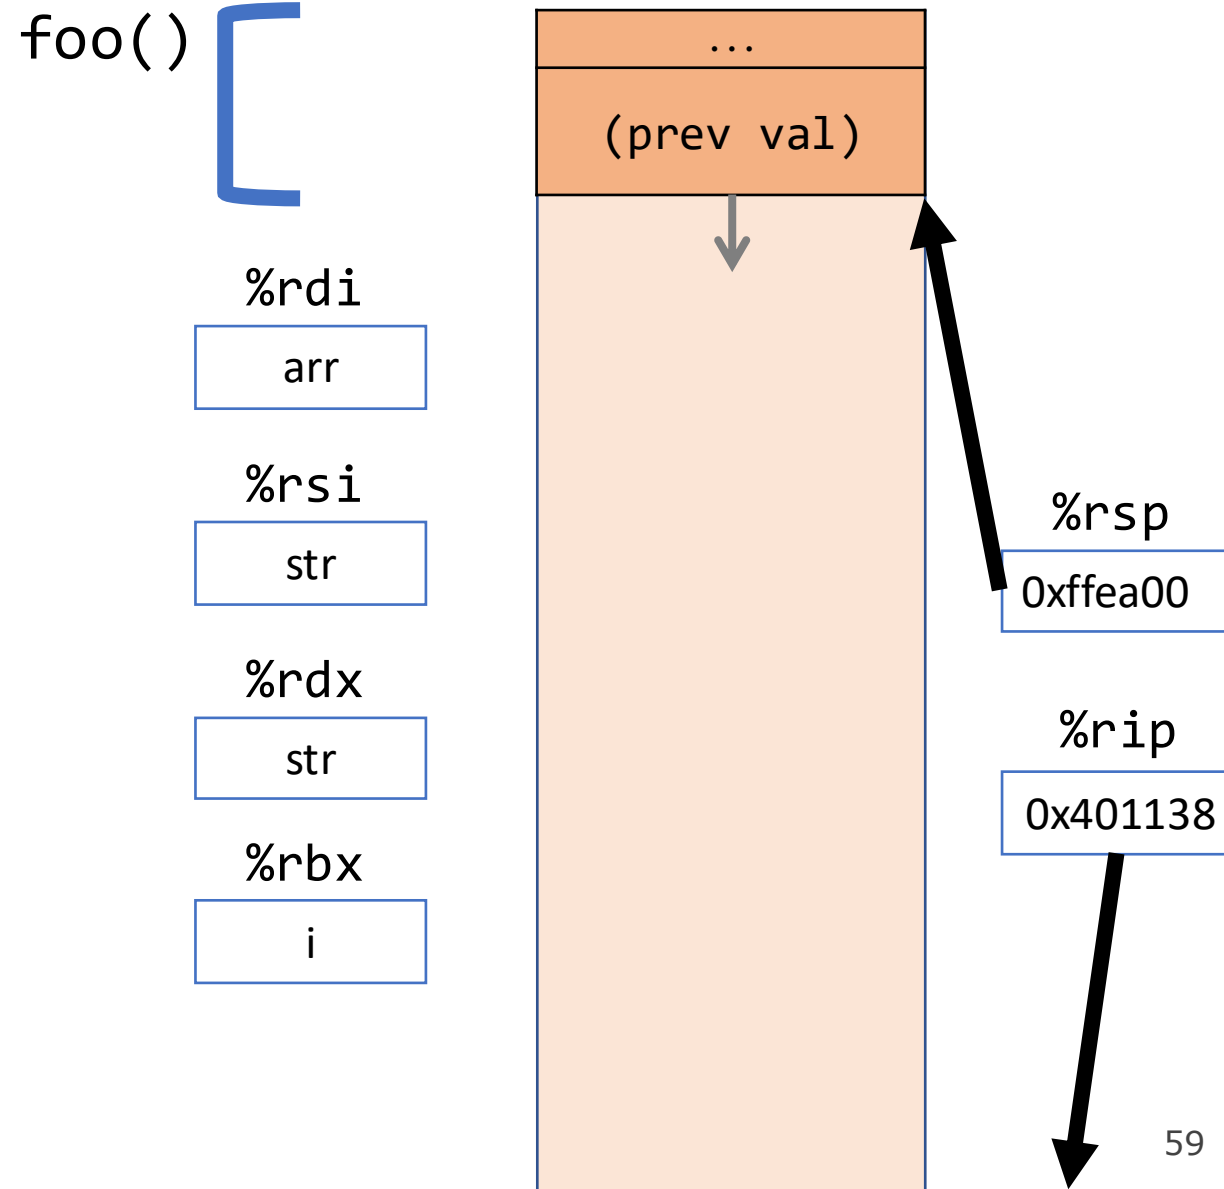 foo()
...
(prev val)
%rdi
arr
%rsi
str
%rdx
str
%rbx
i
%rsp
0xffea00
%rip
0x401138
59